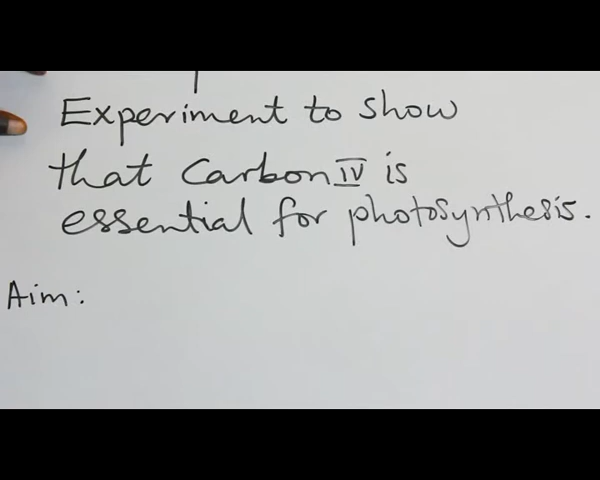 Experiment to show
that Carbon IV is
essential for photosynthesis.
Aim: